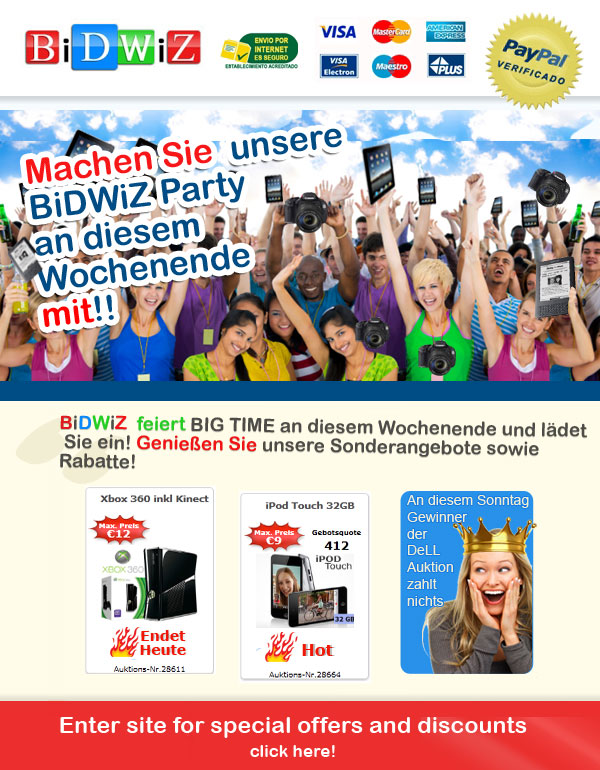 BiDWiZ
ENVIO POR
INTERNET
ES SEGURO
ESTABLECIMIENTO ACREDITADO
VISA
MasterCard
AMERICAN
EXPRESS
VISA
Electron
Maestro
PLUS
PayPal
VERIFICADO
Machen Sie unsere
BiDWiZ Party
an diesem
Wochenende
mit!!
BiDWiZ feiert BIG TIME an diesem Wochenende und lädet
Sie ein! Genießen Sie unsere Sonderangebote sowie
Rabatte!
Xbox 360 inkl Kinect
Max. Preis
€12
XBOX 360
Endet
Heute
Auktions-Nr.28611
iPod Touch 32GB
Max. Preis
€9
Gebotsquote
412
iPOD
Touch
32 GB
Hot
Auktions-Nr.28664
An diesem Sonntag
Gewinner
der
DeLL
Auktion
zahlt
nichts
Enter site for special offers and discounts
click here!